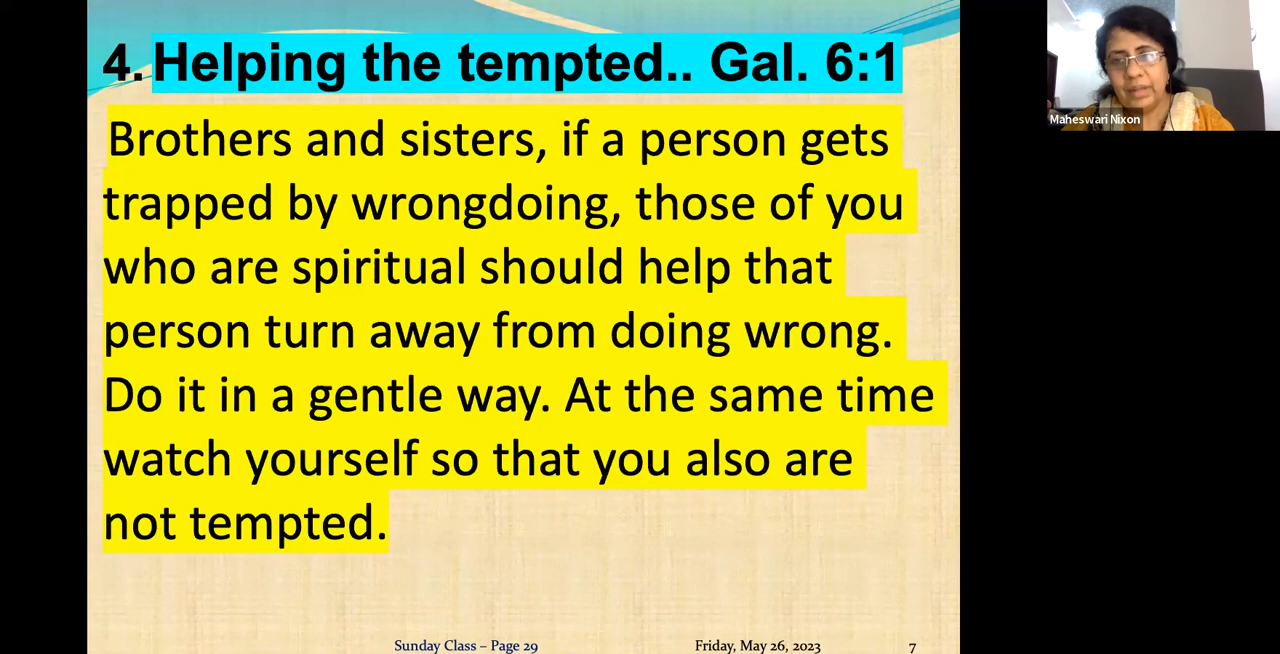 4. Helping the tempted.. Gal. 6:1
Brothers and sisters, if a person gets
trapped by wrongdoing, those of you
who are spiritual should help that
person turn away from doing wrong.
Do it in a gentle way. At the same time
watch yourself so that you also are
not tempted.
Sunday Class – Page 29
Friday, May 26, 2023
7
Maheswari Nixon